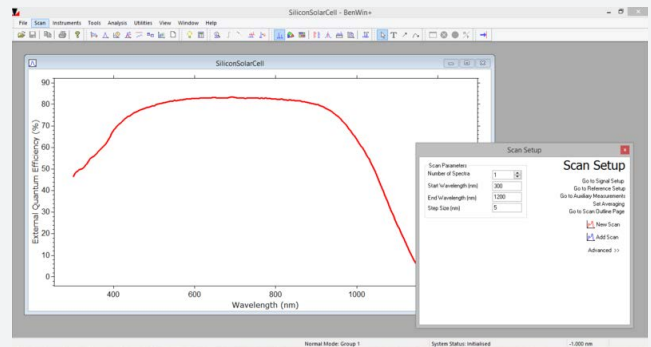 SiliconSolarCell - BenWin+
File Scan Instruments Tools Analysis Utilities View Window Help
SiliconSolarCell
90
80
70
60
50
40
30
20
10
0
External Quantum Efficiency (%)
400 600 800 1000
Wavelength (nm)
Scan Setup
Scan Setup
Scan Parameters
Number of Spectra 1
Start Wavelength (nm) 300
End Wavelength (nm) 1200
Step Size (nm) 5
Go to Signal Setup
Go to Reference Setup
Go to Auxiliary Measurements
Set Averaging
Go to Scan Outline Page
New Scan
Add Scan
Advanced >>
Normal Mode: Group 1 System Status: Initialised -1.000 nm